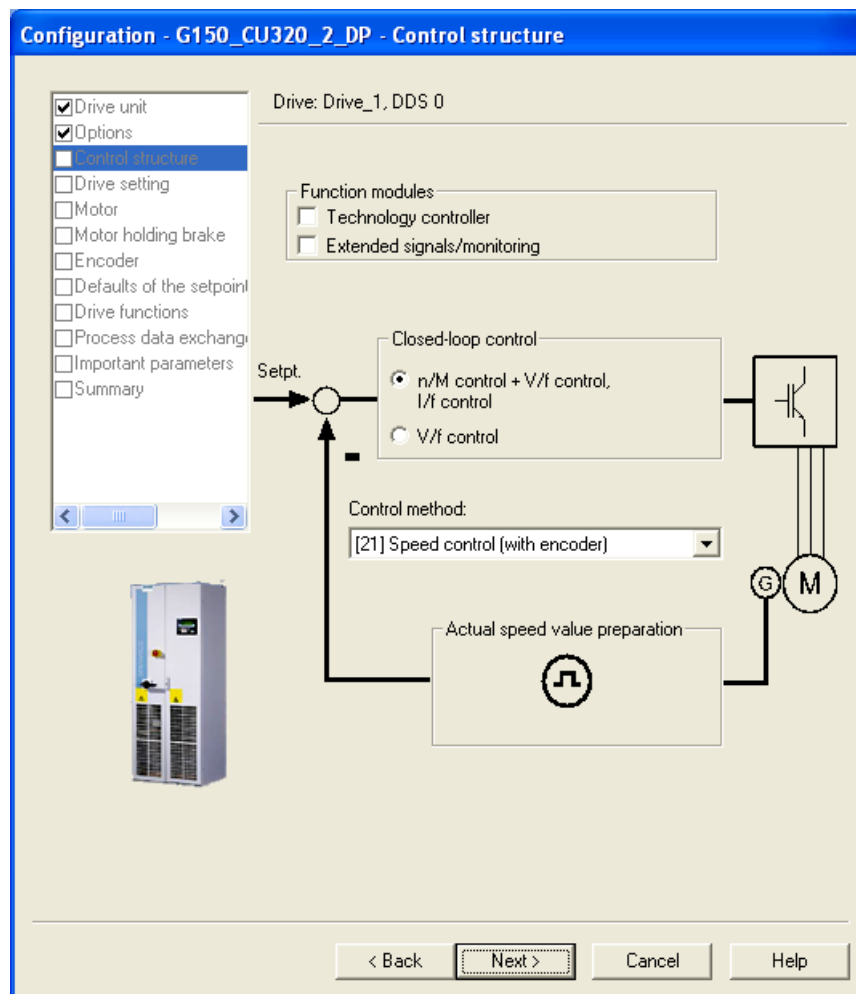 Configuration - G150_CU320_2_DP - Control structure
Drive unit
Options
Control structure
Drive setting
Motor
Motor holding brake
Encoder
Defaults of the setpoint
Drive functions
Process data exchang
Important parameters
Summary
Drive: Drive_1, DDS 0
Function modules
Technology controller
Extended signals/monitoring
Setpt.
Closed-loop control
n/M control + V/f control,
I/f control
V/f control
Control method:
[21] Speed control (with encoder)
G
M
Actual speed value preparation
< Back
Next >
Cancel
Help